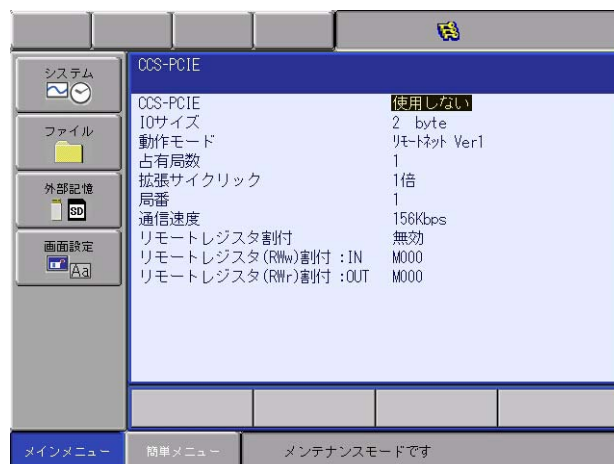 システム
ファイル
外部記憶
SD
画面設定
Aa
CCS-PCIE
CCS-PCIE 使用しない
IOサイズ 2 byte
動作モード リモートネット Ver1
占有局数 1
拡張サイクリック 1倍
局番 1
通信速度 156Kbps
リモートレジスタ割付 無効
リモートレジスタ(RWw)割付 :IN M000
リモートレジスタ(RWr)割付 :OUT M000
メインメニュー 簡単メニュー メンテナンスモードです